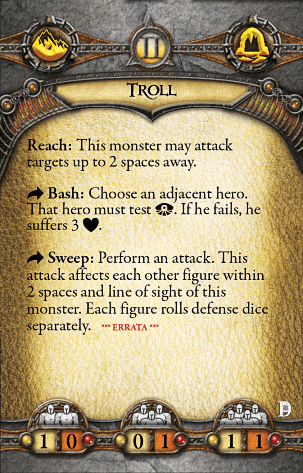 II
TROLL
Reach: This monster may attack
targets up to 2 spaces away.
Bash: Choose an adjacent hero.
That hero must test . If he fails, he
suffers 3 .
Sweep: Perform an attack. This
attack affects each other figure within
2 spaces and line of sight of this
monster. Each figure rolls defense dice
separately. *** ERRATA ***
D
1 0 0 1 1 1